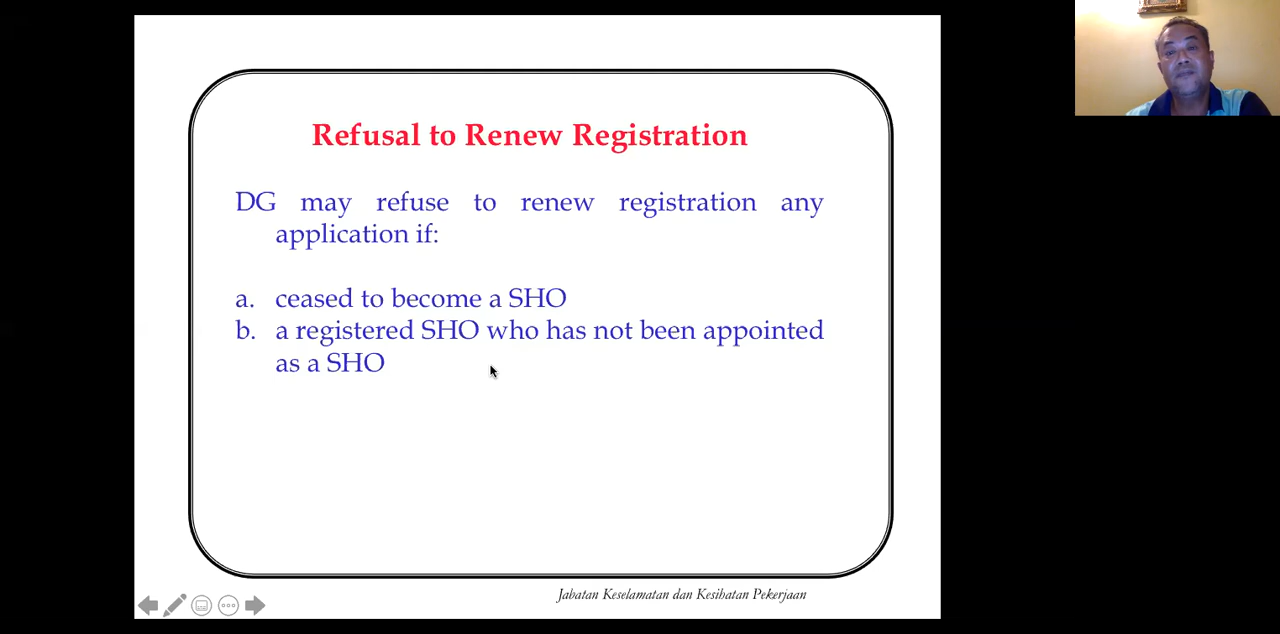 Refusal to Renew Registration
DG may refuse to renew registration any
application if:
a. ceased to become a SHO
b. a registered SHO who has not been appointed
as a SHO
Jabatan Keselamatan dan Kesihatan Pekerjaan